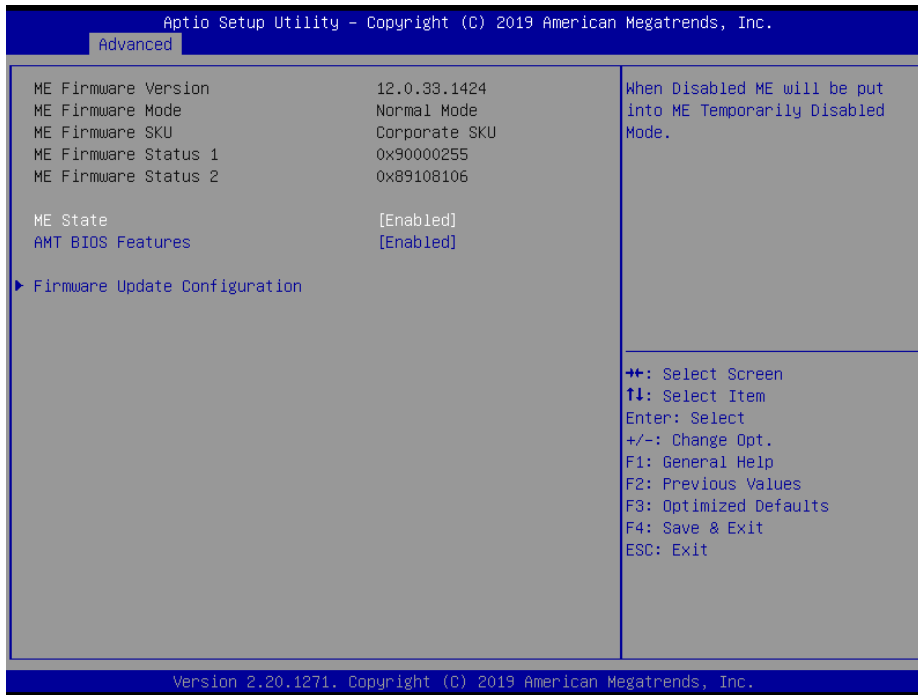 Aptio Setup Utility – Copyright (C) 2019 American Megatrends, Inc.
Advanced
ME Firmware Version 12.0.33.1424
ME Firmware Mode Normal Mode
ME Firmware SKU Corporate SKU
ME Firmware Status 1 0x90000255
ME Firmware Status 2 0x89108106
ME State [Enabled]
AMT BIOS Features [Enabled]
▶ Firmware Update Configuration
When Disabled ME will be put
into ME Temporarily Disabled
Mode.
→←: Select Screen
↑↓: Select Item
Enter: Select
+/-: Change Opt.
F1: General Help
F2: Previous Values
F3: Optimized Defaults
F4: Save & Exit
ESC: Exit
Version 2.20.1271. Copyright (C) 2019 American Megatrends, Inc.